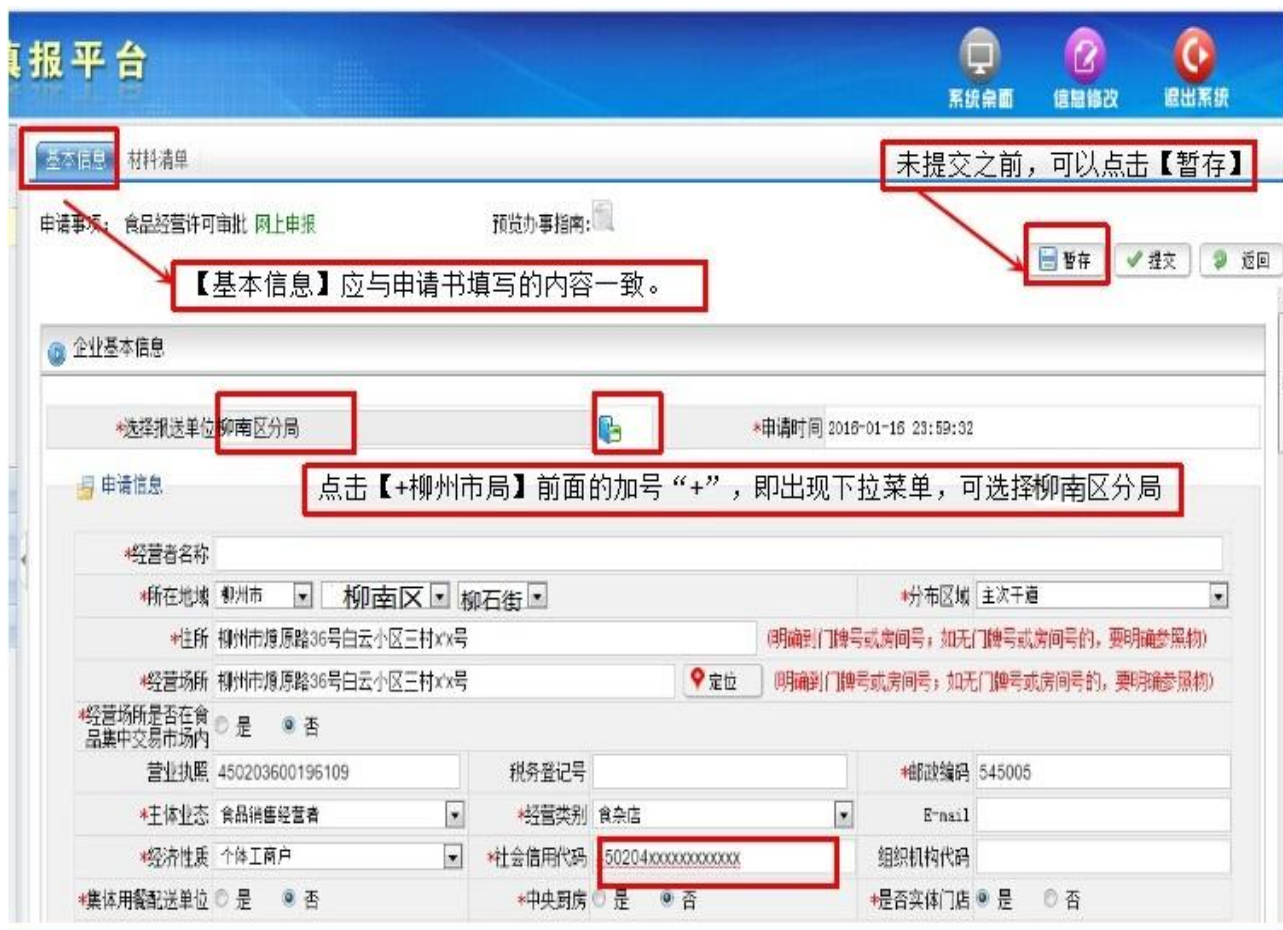 填报平台
系统桌面 信息修改 退出系统
基本信息 材料清单
未提交之前，可以点击【暂存】
申请事项： 食品经营许可审批 网上申报 预览办事指南:
暂存 提交 返回
【基本信息】应与申请书填写的内容一致。
企业基本信息
*选择报送单位 柳南区分局 *申请时间 2016-01-16 23:59:32
申请信息
点击【+柳州市局】前面的加号“+”，即出现下拉菜单，可选择柳南区分局
*经营者名称
*所在地域 柳州市 柳南区 柳石街 *分布区域 主次干道
*住所 柳州市燎原路36号白云小区三村x'x号 (明确到门牌号或房间号；如无门牌号或房间号的，要明确参照物)
*经营场所 柳州市燎原路36号白云小区三村x'x号 定位 (明确到门牌号或房间号；如无门牌号或房间号的，要明确参照物)
*经营场所是否在食
品集中交易市场内 是 否
营业执照 450203600196109 税务登记号 *邮政编码 545005
*主体业态 食品销售经营者 *经营类别 食杂店 E-mail
*经济性质 个体工商户 *社会信用代码 50204xxxxxxxxxxxx 组织机构代码
*集体用餐配送单位 是 否 *中央厨房 是 否 *是否实体门店 是 否